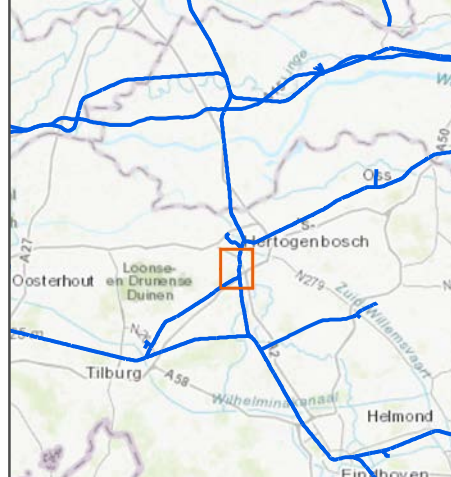 A50
Oss
's-
Hertogenbosch
A27
Oosterhout
Loonse-
en Drunense
Duinen
N279
Zuid-Willemsvaart
Tilburg
A58
Wilhelminakanaal
Helmond
Eindhoven